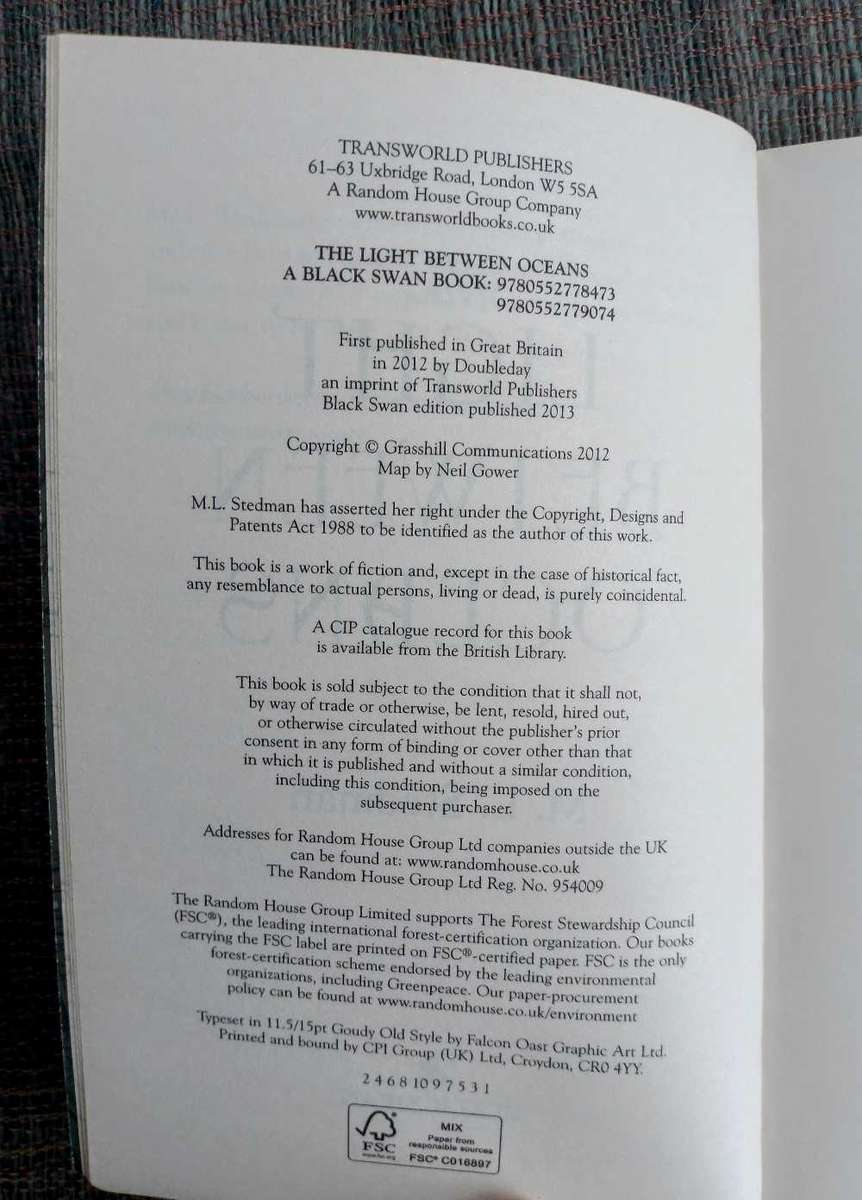 TRANSWORLD PUBLISHERS
61–63 Uxbridge Road, London W5 5SA
A Random House Group Company
www.transworldbooks.co.uk
THE LIGHT BETWEEN OCEANS
A BLACK SWAN BOOK: 9780552778473
9780552779074
First published in Great Britain
in 2012 by Doubleday
an imprint of Transworld Publishers
Black Swan edition published 2013
Copyright © Grasshill Communications 2012
Map by Neil Gower
M.L. Stedman has asserted her right under the Copyright, Designs and
Patents Act 1988 to be identified as the author of this work.
This book is a work of fiction and, except in the case of historical fact,
any resemblance to actual persons, living or dead, is purely coincidental.
A CIP catalogue record for this book
is available from the British Library.
This book is sold subject to the condition that it shall not,
by way of trade or otherwise, be lent, resold, hired out,
or otherwise circulated without the publisher's prior
consent in any form of binding or cover other than that
in which it is published and without a similar condition,
including this condition, being imposed on the
subsequent purchaser.
Addresses for Random House Group Ltd companies outside the UK
can be found at: www.randomhouse.co.uk
The Random House Group Ltd Reg. No. 954009
The Random House Group Limited supports The Forest Stewardship Council
(FSC®), the leading international forest-certification organization. Our books
carrying the FSC label are printed on FSC®-certified paper. FSC is the only
forest-certification scheme endorsed by the leading environmental
organizations, including Greenpeace. Our paper-procurement
policy can be found at www.randomhouse.co.uk/environment
Typeset in 11.5/15pt Goudy Old Style by Falcon Oast Graphic Art Ltd.
Printed and bound by CPI Group (UK) Ltd, Croydon, CR0 4YY.
2 4 6 8 10 9 7 5 3 1
FSC
www.fsc.org
MIX
Paper from
responsible sources
FSC® C016897